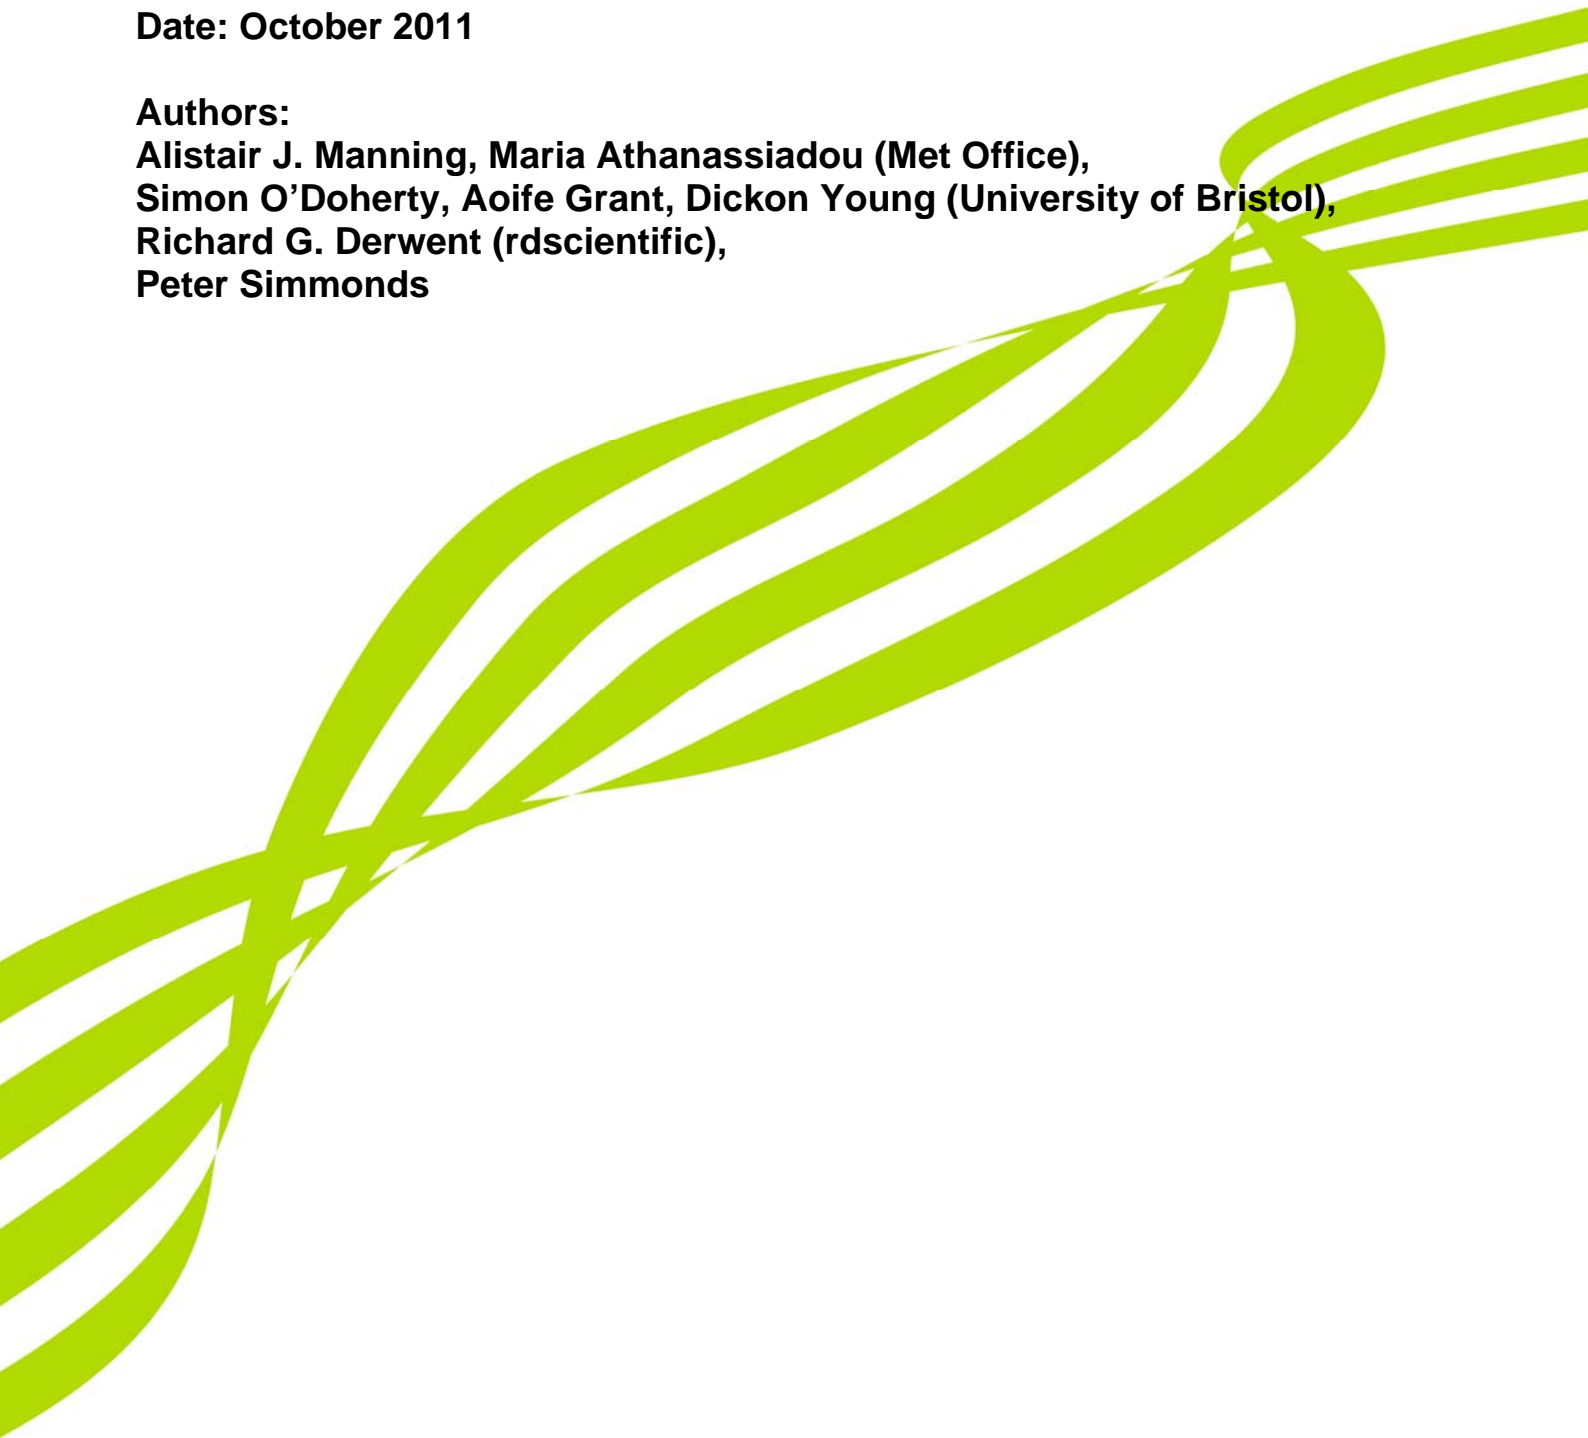 Date: October 2011
Authors:
Alistair J. Manning, Maria Athanassiadou (Met Office),
Simon O’Doherty, Aoife Grant, Dickon Young (University of Bristol),
Richard G. Derwent (rdscientific),
Peter Simmonds